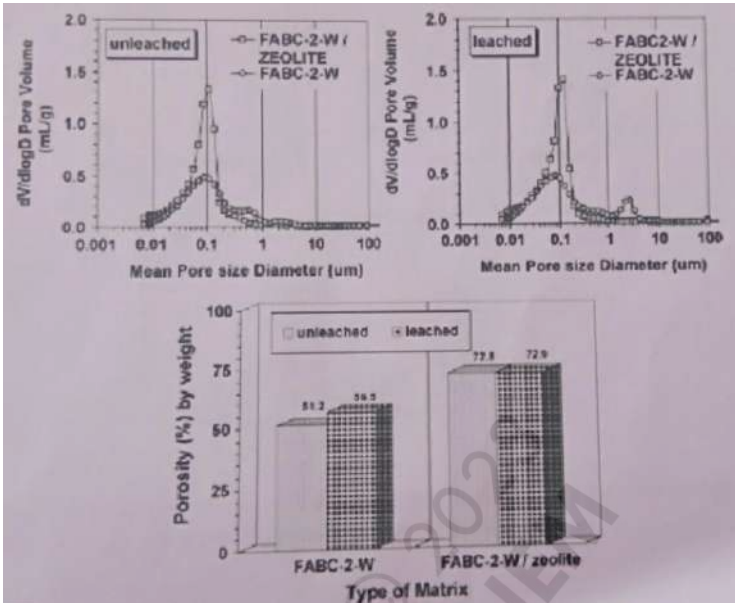 dV/dlogD Pore Volume
(mL/g)
2.0
1.5
1.0
0.5
0.0
unleached
FABC-2-W /
ZEOLITE
FABC-2-W
0.001
0.01
0.1
1
10
100
Mean Pore size Diameter (um)
dV/dlogD Pore Volume
(mL/g)
2.0
1.5
1.0
0.5
0.0
leached
FABC2-W /
ZEOLITE
FABC-2-W
0.001
0.01
0.1
1
10
100
Mean Pore size Diameter (um)
Porosity (%) by weight
100
75
50
25
0
unleached leached
51.2 56.5
72.9
FABC-2-W FABC-2-W / zeolite
Type of Matrix